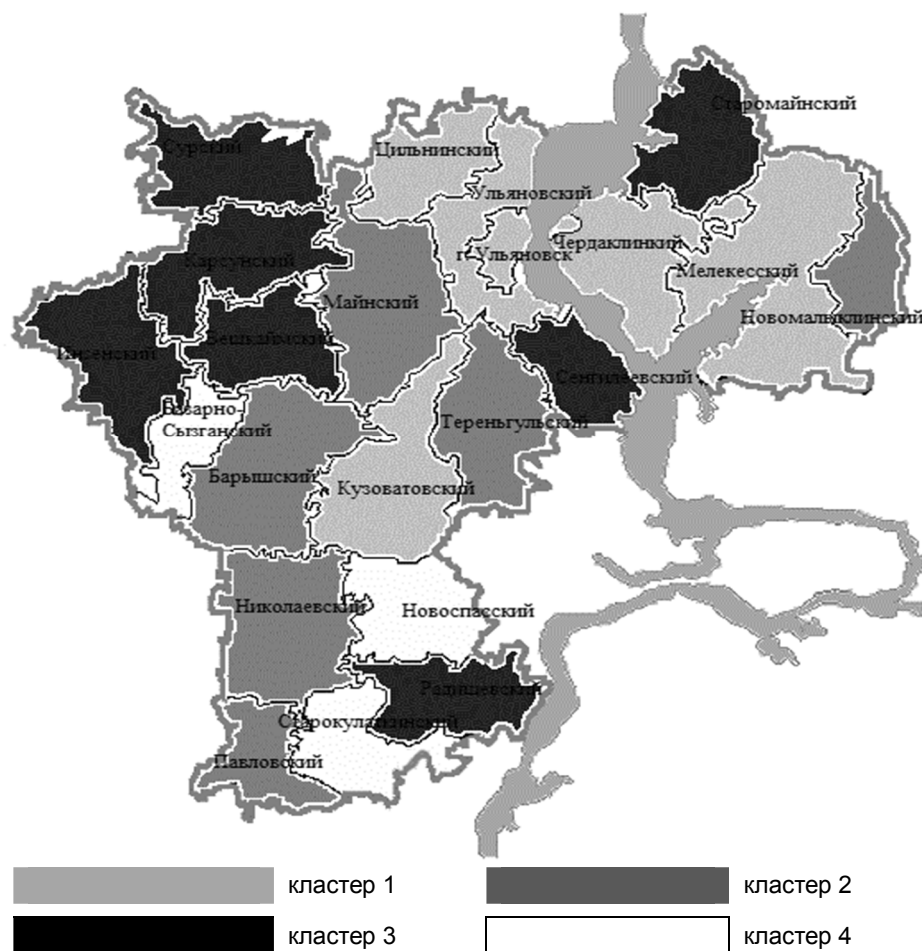 Старомайнский
Сурский
Цильнинский
Ульяновский
Чердаклинкий
Карсунский
г. Ульяновск
Мелекесский
Майнский
Новомалыклинский
Вешкаймский
Инзенский
Сенгилеевский
Базарно-
Сызганский
Тереньгульский
Барышский
Кузоватовский
Николаевский
Новоспасский
Радищевский
Старокулаткинский
Павловский
кластер 1
кластер 2
кластер 3
кластер 4